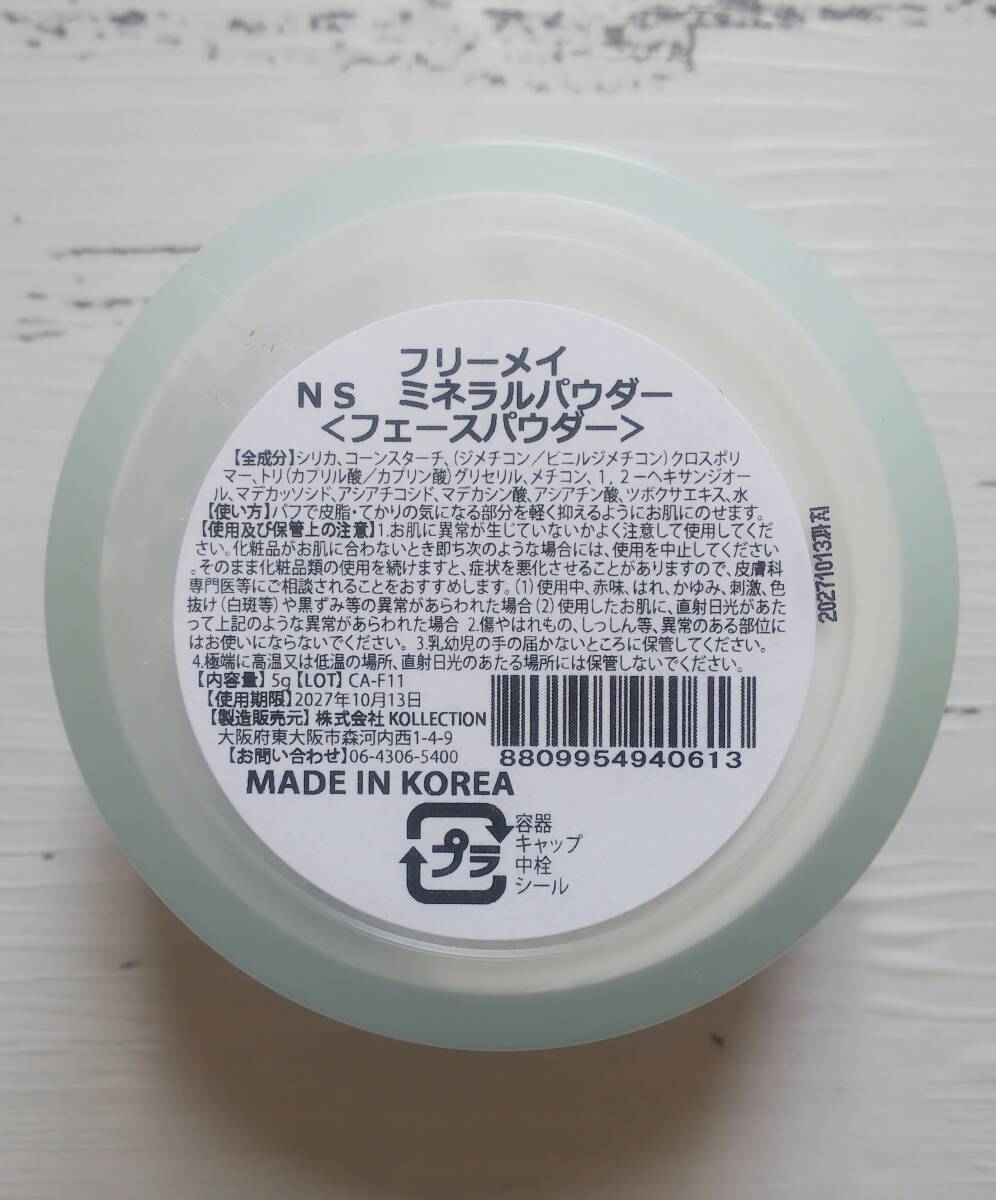 フリーメイ
NS ミネラルパウダー
<フェースパウダー>
【全成分】シリカ、コーンスターチ、(ジメチコン/ビニルジメチコン)クロスポリ
マー、トリ(カプリル酸/カプリン酸)グリセリル、メチコン、1,2-ヘキサンジオー
ル、マデカッソシド、アシアチコシド、マデカシン酸、アシアチン酸、ツボクサエキス、水
【使い方】パフで皮脂・てかりの気になる部分を軽く抑えるようにお肌にのせます。
【使用及び保管上の注意】1.お肌に異常が生じていないかよく注意して使用してくだ
さい。化粧品がお肌に合わないとき即ち次のような場合には、使用を中止してください
。そのまま化粧品類の使用を続けますと、症状を悪化させることがありますので、皮膚科
専門医等にご相談されることをおすすめします。(1)使用中、赤味、はれ、かゆみ、刺激、色
抜け(白斑等)や黒ずみ等の異常があらわれた場合(2)使用したお肌に、直射日光があた
って上記のような異常があらわれた場合 2.傷やはれもの、しっしん等、異常のある部位に
はお使いにならないでください。 3.乳幼児の手の届かないところに保管してください。
4.極端に高温又は低温の場所、直射日光のあたる場所には保管しないでください。
【内容量】5g【LOT】CA-F11
【使用期限】2027年10月13日
【製造販売元】株式会社 KOLLECTION
大阪府東大阪市森河内西1-4-9
【お問い合わせ】06-4306-5400
8809954940613
MADE IN KOREA
プラ
容器
キャップ
中栓
シール
20271013까지